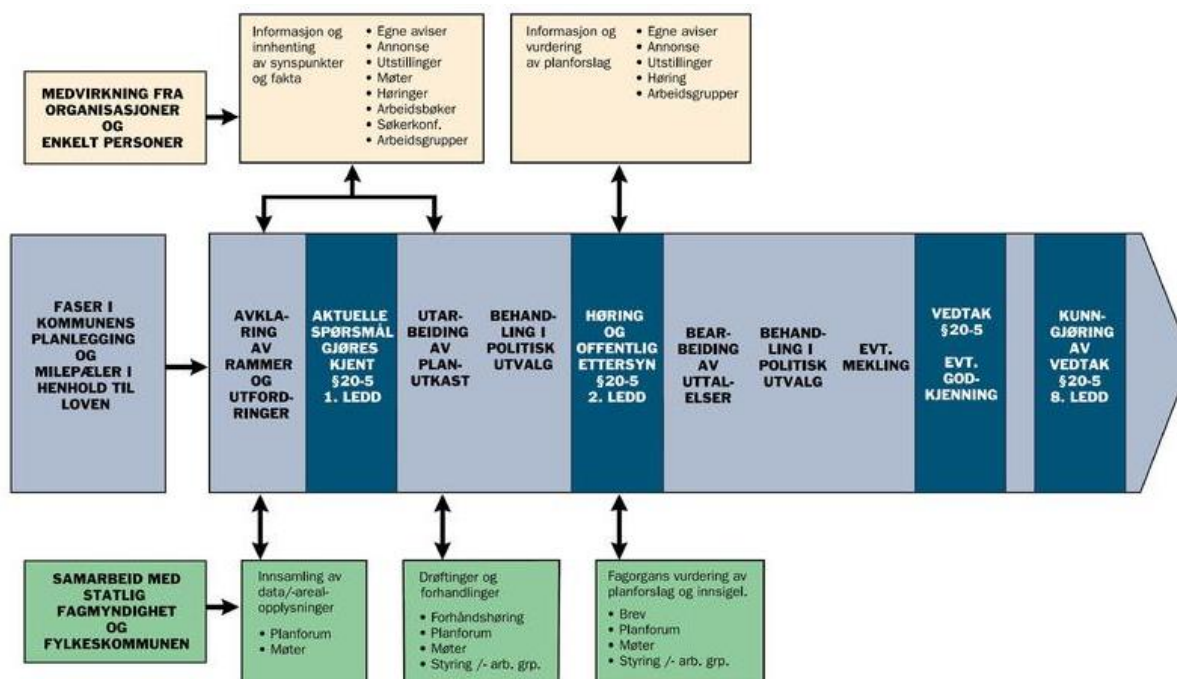 MEDVIRKNING FRA
ORGANISASJONER
OG
ENKELT PERSONER
Informasjon og
innhenting
av synspunkter
og fakta
• Egne aviser
• Annonse
• Utstillinger
• Møter
• Høringer
• Arbeidsbøker
• Søkerkonf.
• Arbeidsgrupper
Informasjon og
vurdering
av planforslag
• Egne aviser
• Annonse
• Utstillinger
• Høring
• Arbeidsgrupper
FASER I
KOMMUNENS
PLANLEGGING
OG
MILEPÆLER I
HENHOLD TIL
LOVEN
AVKLA-
RING
AV
RAMMER
OG
UTFORD-
RINGER
AKTUELLE
SPØRSMÅL
GJØRES
KJENT
§20-5
1. LEDD
UTAR-
BEIDING
AV
PLAN-
UTKAST
BEHAND-
LING I
POLITISK
UTVALG
HØRING
OG
OFFENTLIG
ETTERSYN
§20-5
2. LEDD
BEAR-
BEIDING
AV
UTTAL-
ELSER
BEHAND-
LING I
POLITISK
UTVALG
EVT.
MEKLING
VEDTAK
§20-5
EVT.
GOD-
KJENNING
KUNN-
GJØRING
AV
VEDTAK
§20-5
8. LEDD
SAMARBEID MED
STATLIG
FAGMYNDIGHET
OG
FYLKESKOMMUNEN
Innsamling av
data/-areal-
opplysninger
• Planforum
• Møter
Drøftinger og
forhandlinger
• Forhåndshøring
• Planforum
• Møter
• Styring /- arb. grp.
Fagorgans vurdering av
planforslag og innsigel.
• Brev
• Planforum
• Møter
• Styring /- arb. grp.